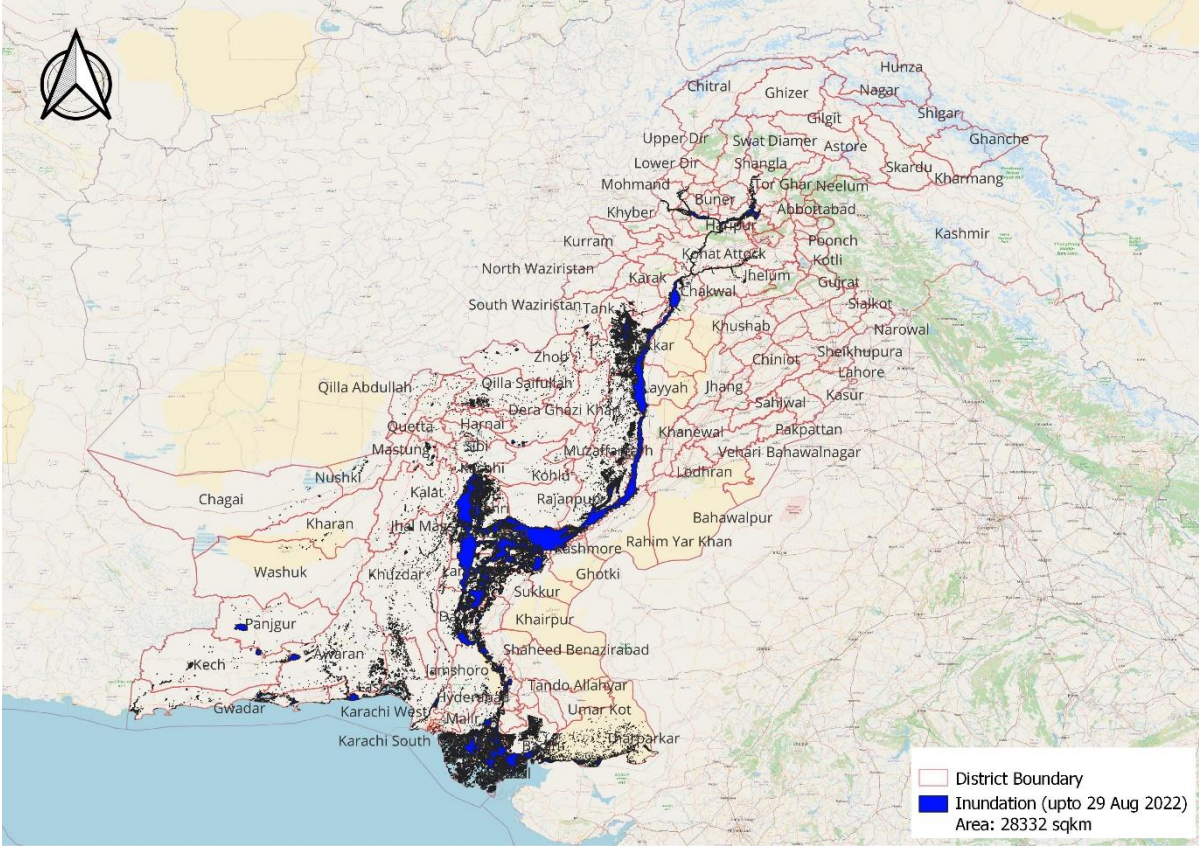 Hunza
Chitral
Ghizer
Nagar
Gilgit
Shigar
Upper Dir
Swat Diamer
Astore
Ghanche
Lower Dir
Shangla
Skardu
Kharmang
Mohmand
Tor Ghar
Neelum
Buner
Abbottabad
Khyber
Haripur
Kashmir
Kurram
Poonch
Kohat Attock
Kotli
North Waziristan
Karak
Jhelum
Chakwal
Gujrat
South Waziristan
Tank
Sialkot
Khushab
Narowal
Zhob
Chiniot
Sheikhupura
Qilla Abdullah
Qilla Saifullah
Layyah
Jhang
Lahore
Kasur
Dera Ghazi Khan
Sahiwal
Quetta
Harnai
Khanewal
Pakpattan
Mastung
Sibi
Muzaffargarh
Vehari
Bahawalnagar
Nushki
Kohlu
Lodhran
Chagai
Kalat
Rajanpur
Kharan
Bahawalpur
Rahim Yar Khan
Kashmore
Washuk
Khuzdar
Ghotki
Sukkur
Panjgur
Khairpur
Shaheed Benazirabad
Kech
Awaran
Jamshoro
Tando Allahyar
Hyderabad
Gwadar
Karachi West
Umar Kot
Malir
Karachi South
Tharparkar
District Boundary
Inundation (upto 29 Aug 2022)
Area: 28332 sqkm